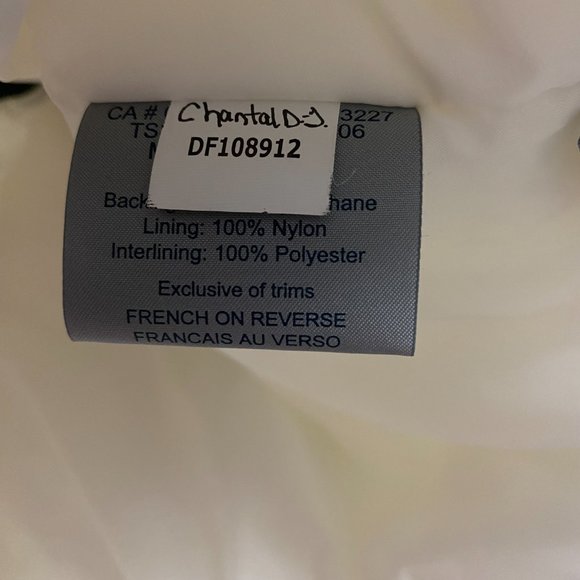 CA # 3227
Chantal D-J.
TS 06
DF108912
Back hane
Lining: 100% Nylon
Interlining: 100% Polyester
Exclusive of trims
FRENCH ON REVERSE
FRANCAIS AU VERSO